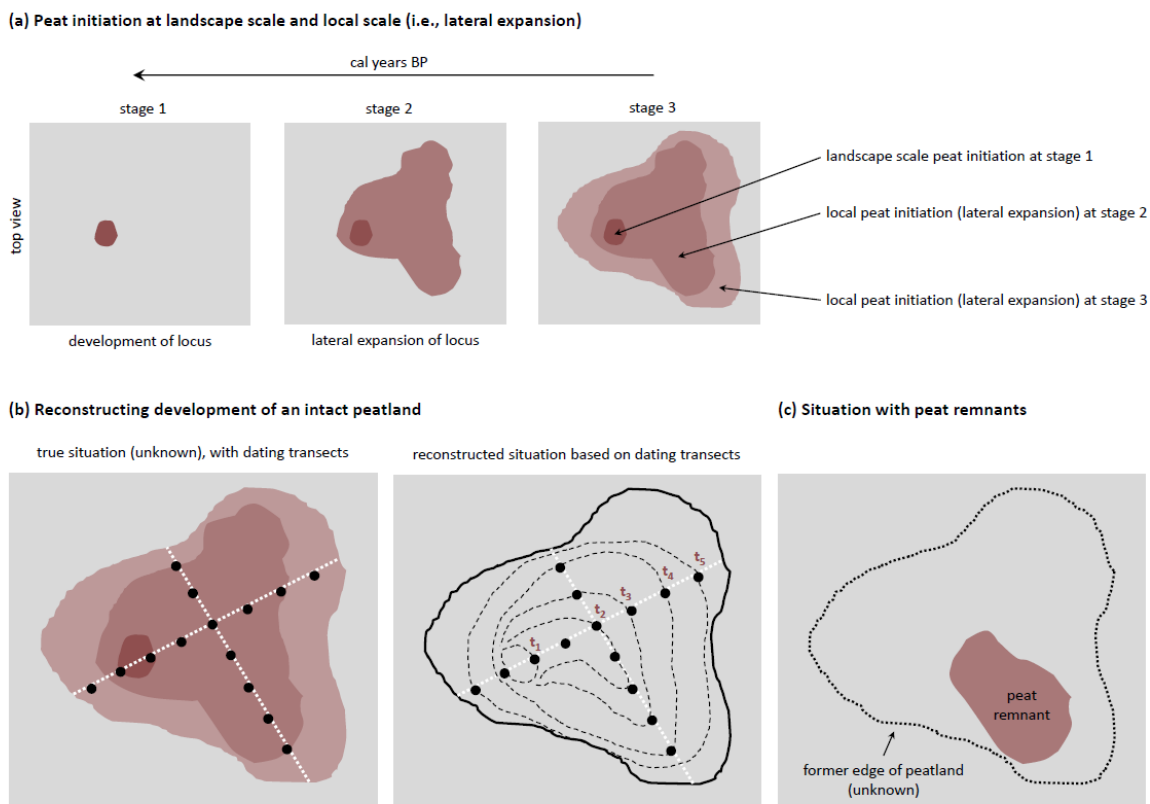 (a) Peat initiation at landscape scale and local scale (i.e., lateral expansion)
cal years BP
stage 1
stage 2
stage 3
top view
landscape scale peat initiation at stage 1
local peat initiation (lateral expansion) at stage 2
local peat initiation (lateral expansion) at stage 3
development of locus
lateral expansion of locus
(b) Reconstructing development of an intact peatland
(c) Situation with peat remnants
true situation (unknown), with dating transects
reconstructed situation based on dating transects
t5
t4
t3
t2
t1
peat
remnant
former edge of peatland
(unknown)